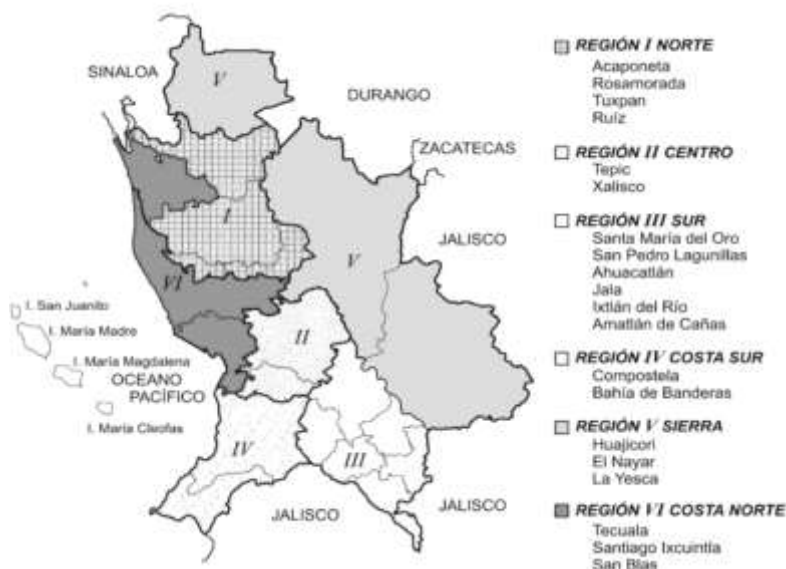 SINALOA
V
DURANGO
ZACATECAS
I
JALISCO
V
VI
I. San Juanito
I. María Madre
II
I. María Magdalena
OCEANO
PACÍFICO
I. María Cleofas
IV
III
JALISCO
JALISCO
REGIÓN I NORTE
Acaponeta
Rosamorada
Tuxpan
Ruíz
REGIÓN II CENTRO
Tepic
Xalisco
REGIÓN III SUR
Santa María del Oro
San Pedro Lagunillas
Ahuacatlán
Jala
Ixtlán del Río
Amatlán de Cañas
REGIÓN IV COSTA SUR
Compostela
Bahía de Banderas
REGIÓN V SIERRA
Huajicori
El Nayar
La Yesca
REGIÓN VI COSTA NORTE
Tecuala
Santiago Ixcuintla
San Blas